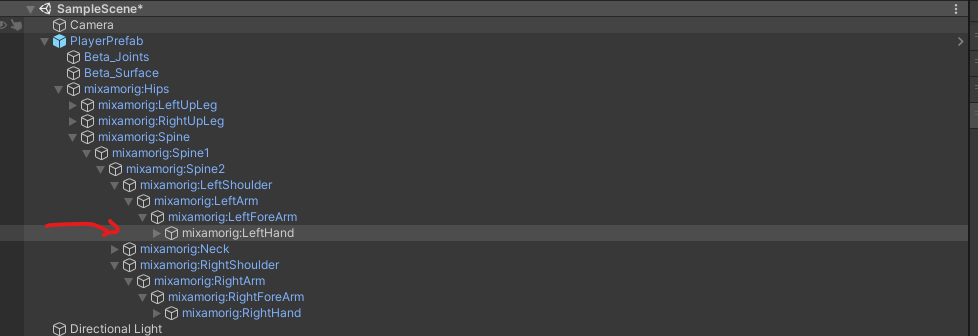 SampleScene*
Camera
PlayerPrefab
Beta_Joints
Beta_Surface
mixamorig:Hips
mixamorig:LeftUpLeg
mixamorig:RightUpLeg
mixamorig:Spine
mixamorig:Spine1
mixamorig:Spine2
mixamorig:LeftShoulder
mixamorig:LeftArm
mixamorig:LeftForeArm
mixamorig:LeftHand
mixamorig:Neck
mixamorig:RightShoulder
mixamorig:RightArm
mixamorig:RightForeArm
mixamorig:RightHand
Directional Light